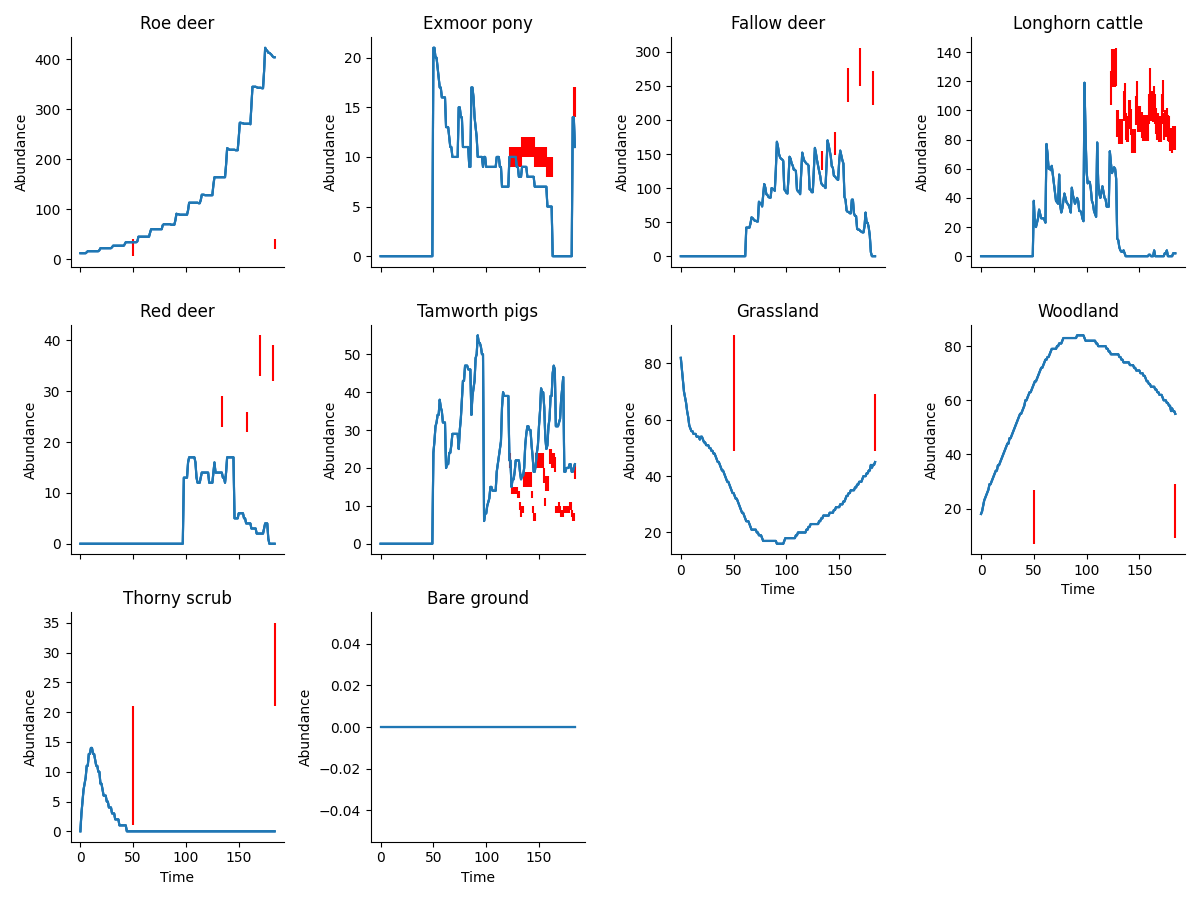 Roe deer
Exmoor pony
Fallow deer
Longhorn cattle
Abundance
400
300
200
100
0
Abundance
20
15
10
5
0
Abundance
300
250
200
150
100
50
0
Abundance
140
120
100
80
60
40
20
0
Red deer
Tamworth pigs
Grassland
Woodland
Abundance
40
30
20
10
0
Abundance
50
40
30
20
10
0
Abundance
80
60
40
20
0 50 100 150
Time
Abundance
80
60
40
20
0 50 100 150
Time
Thorny scrub
Bare ground
Abundance
35
30
25
20
15
10
5
0
0 50 100 150
Time
Abundance
0.04
0.02
0.00
−0.02
−0.04
0 50 100 150
Time